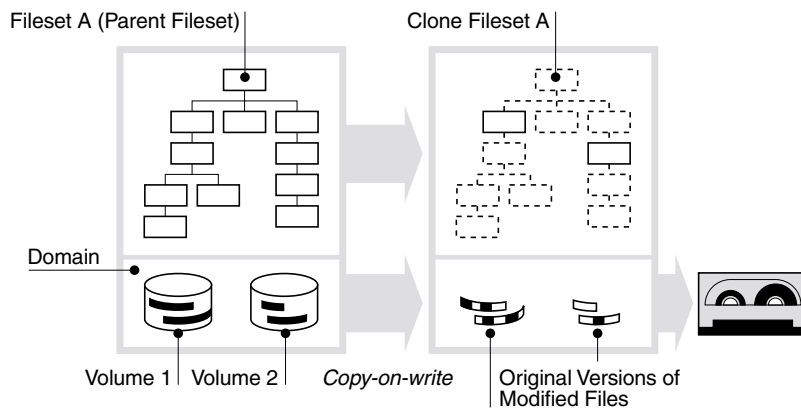 Fileset A (Parent Fileset)
Clone Fileset A
Domain
Volume 1
Volume 2
Copy-on-write
Original Versions of
Modified Files